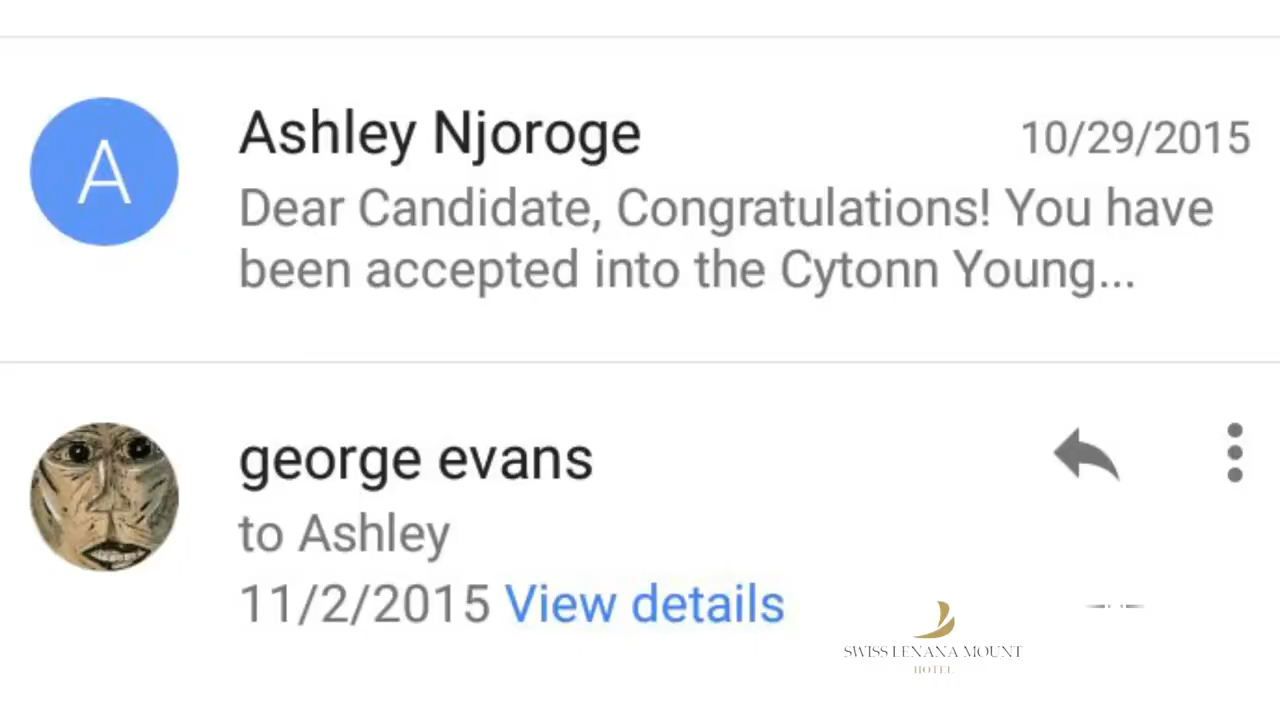 A
Ashley Njoroge
10/29/2015
Dear Candidate, Congratulations! You have
been accepted into the Cytonn Young...
george evans
to Ashley
11/2/2015 View details
SWISS LENANA MOUNT
HOTEL